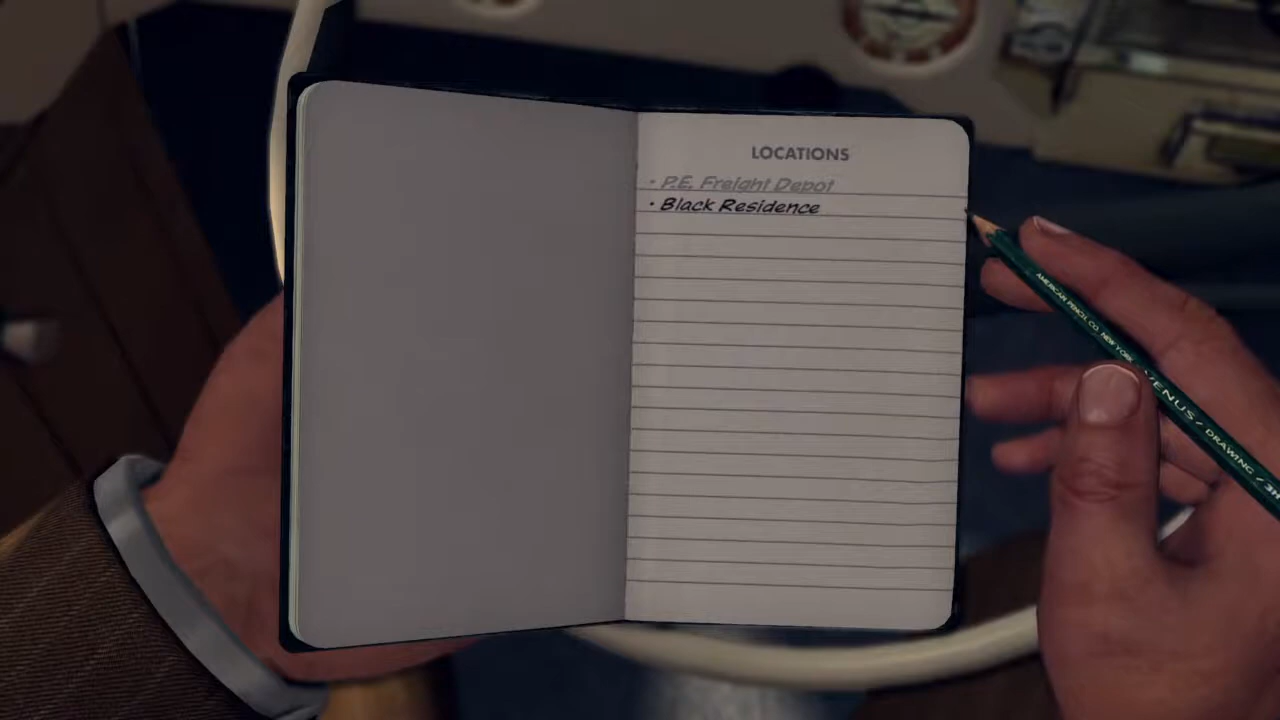 LOCATIONS
· P.E. Freight Depot
· Black Residence
AMERICAN PENCIL CO. NEW YORK VENUS / DRAWING / 3H